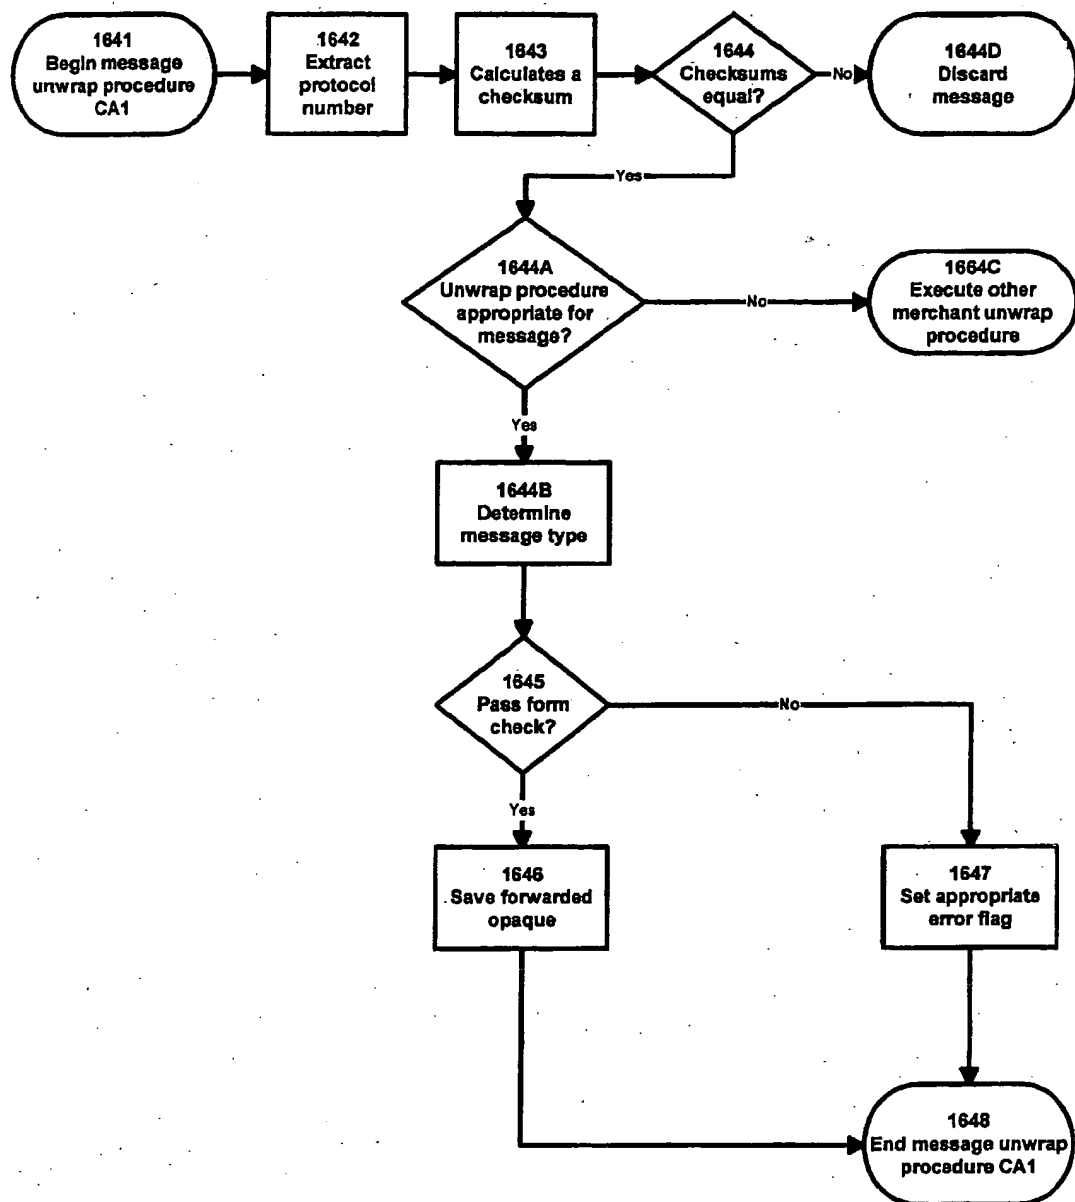 1641
Begin message
unwrap procedure
CA1
1642
Extract
protocol
number
1643
Calculates a
checksum
1644
Checksums
equal?
No
1644D
Discard
message
Yes
1644A
Unwrap procedure
appropriate for
message?
No
1664C
Execute other
merchant unwrap
procedure
Yes
1644B
Determine
message type
1645
Pass form
check?
No
Yes
1646
Save forwarded
opaque
1647
Set appropriate
error flag
1648
End message unwrap
procedure CA1